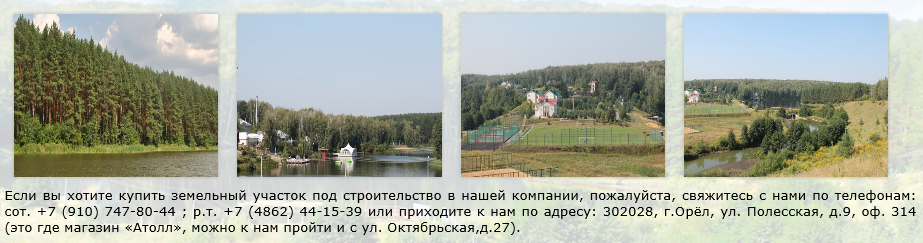 Если вы хотите купить земельный участок под строительство в нашей компании, пожалуйста, свяжитесь с нами по телефонам:
сот. +7 (910) 747-80-44 ; р.т. +7 (4862) 44-15-39 или приходите к нам по адресу: 302028, г.Орёл, ул. Полесская, д.9, оф. 314
(это где магазин «Атолл», можно к нам пройти и с ул. Октябрьская,д.27).